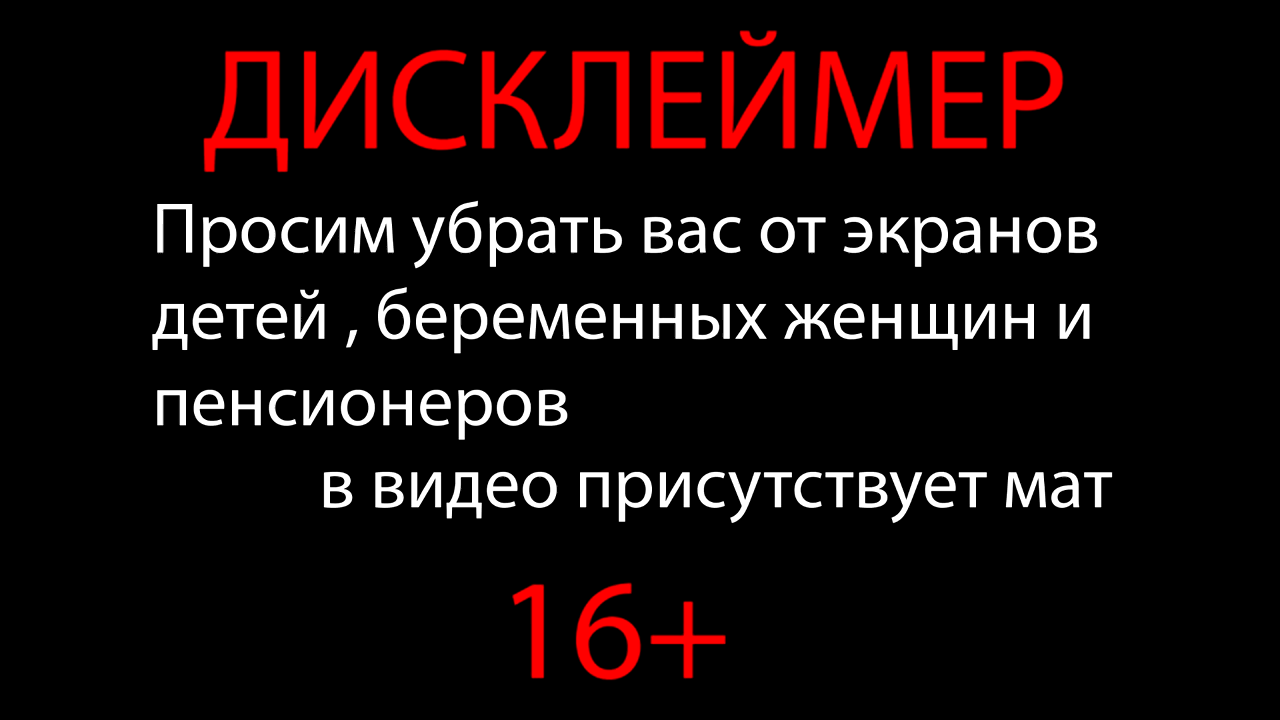 ДИСКЛЕЙМЕР
Просим убрать вас от экранов
детей , беременных женщин и
пенсионеров
в видео присутствует мат
16+